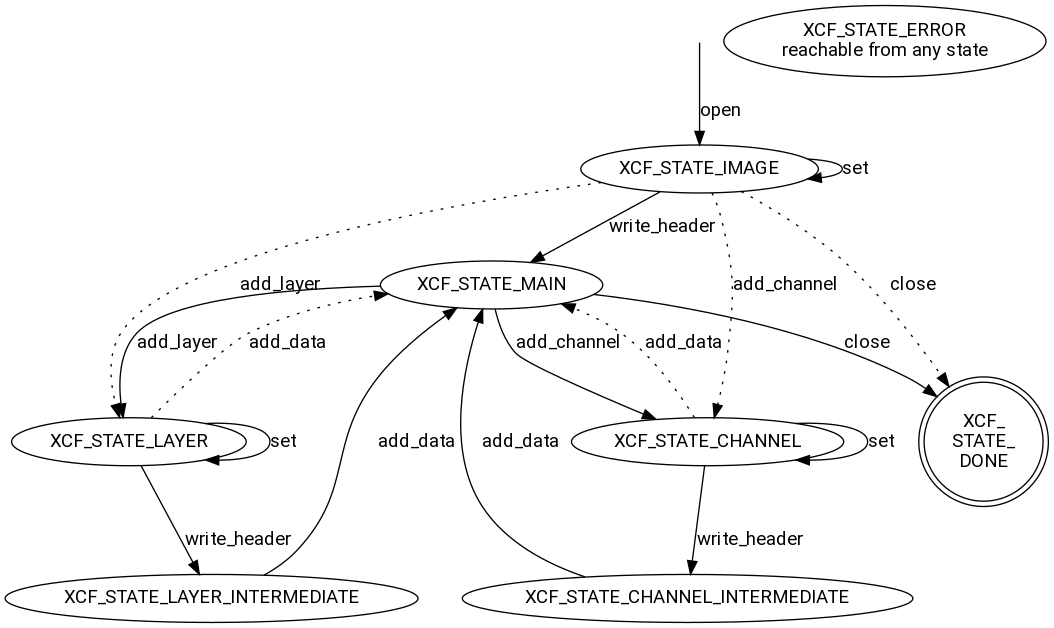 XCF_STATE_ERROR
reachable from any state
open
XCF_STATE_IMAGE
set
write_header
add_layer
XCF_STATE_MAIN
add_channel
close
add_layer
add_data
add_channel
add_data
close
XCF_STATE_LAYER
set
add_data
add_data
XCF_STATE_CHANNEL
set
XCF_
STATE_
DONE
write_header
write_header
XCF_STATE_LAYER_INTERMEDIATE
XCF_STATE_CHANNEL_INTERMEDIATE